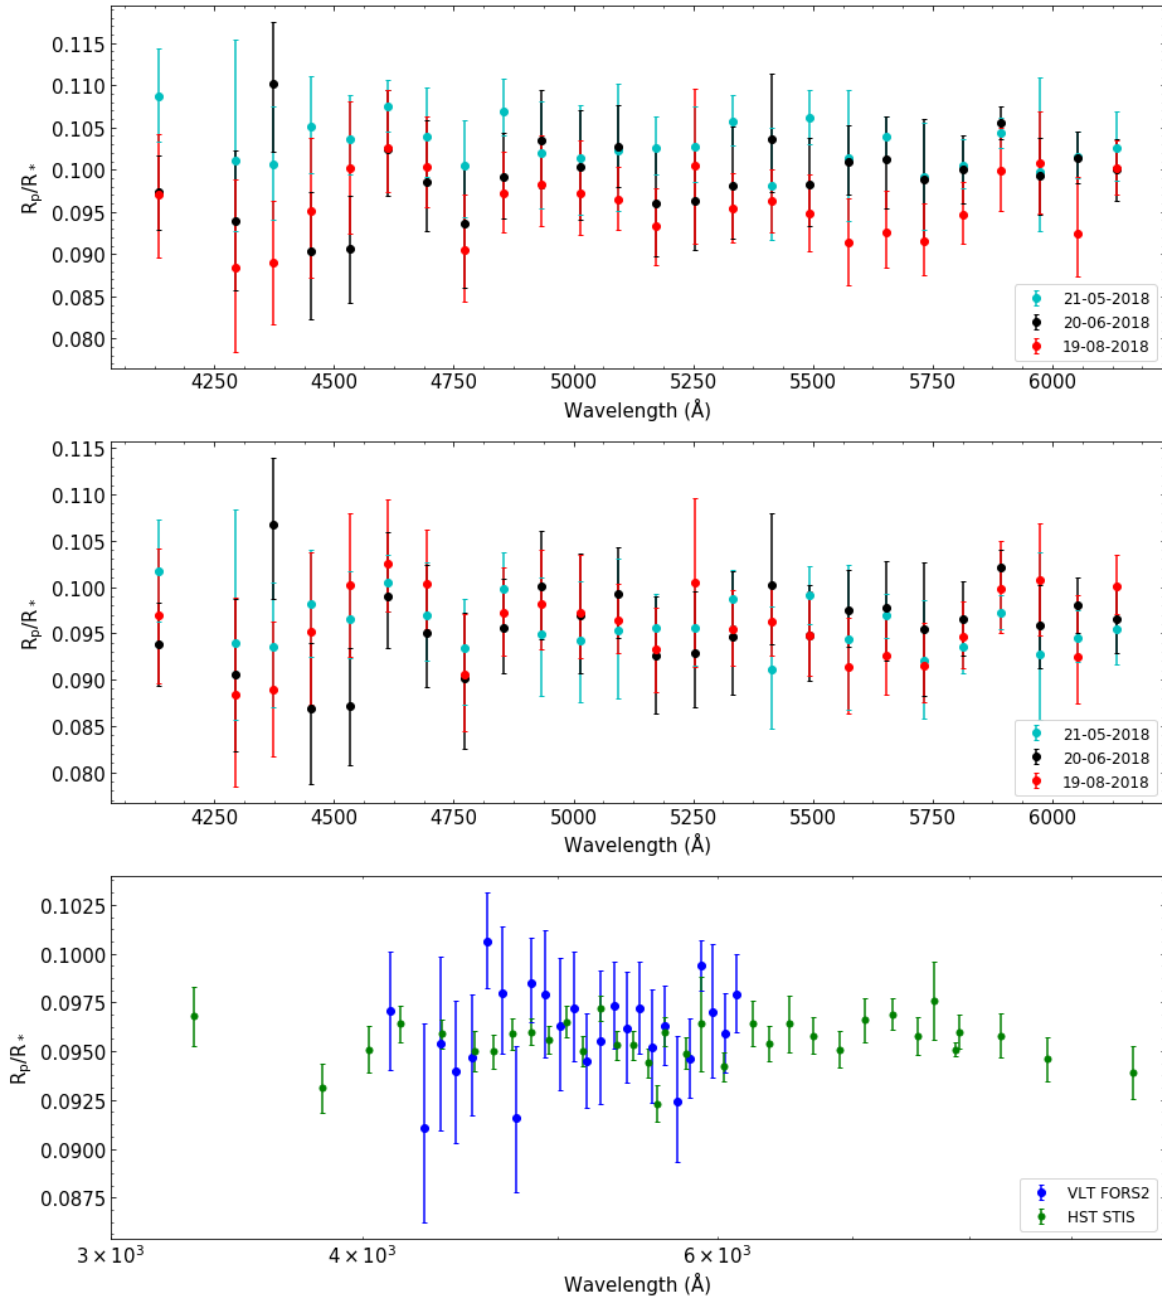 0.115
0.110
0.105
0.100
0.095
0.090
0.085
0.080
Rp/R*
21-05-2018
20-06-2018
19-08-2018
4250 4500 4750 5000 5250 5500 5750 6000
Wavelength (Å)
0.115
0.110
0.105
0.100
0.095
0.090
0.085
0.080
Rp/R*
21-05-2018
20-06-2018
19-08-2018
4250 4500 4750 5000 5250 5500 5750 6000
Wavelength (Å)
0.1025
0.1000
0.0975
0.0950
0.0925
0.0900
0.0875
Rp/R*
VLT FORS2
HST STIS
3 × 10³ 4 × 10³ 6 × 10³
Wavelength (Å)